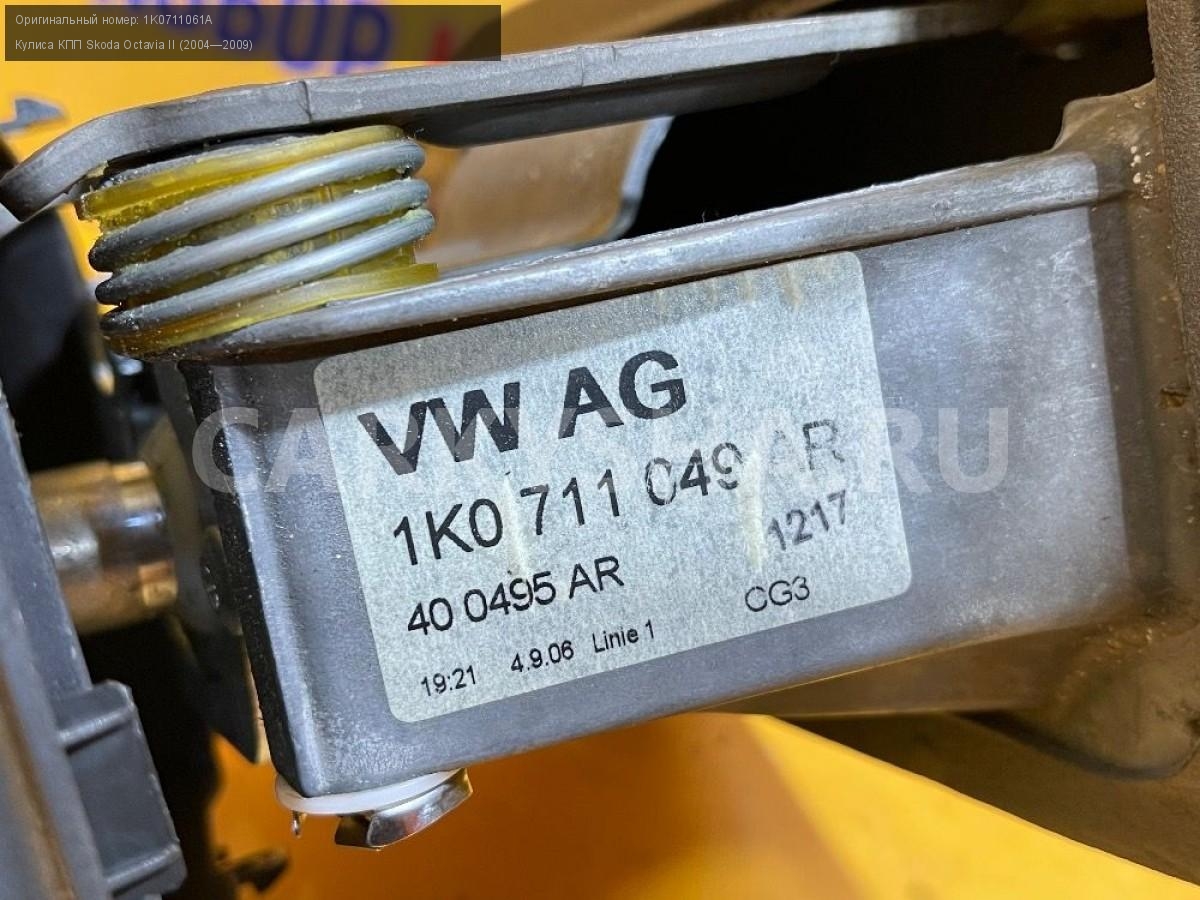 Оригинальный номер: 1K0711061A
Кулиса КПП Skoda Octavia II (2004—2009)
VW AG
1K0 711 049 AR
40 0495 AR
1217
19:21 4.9.06 Linie 1
CG3